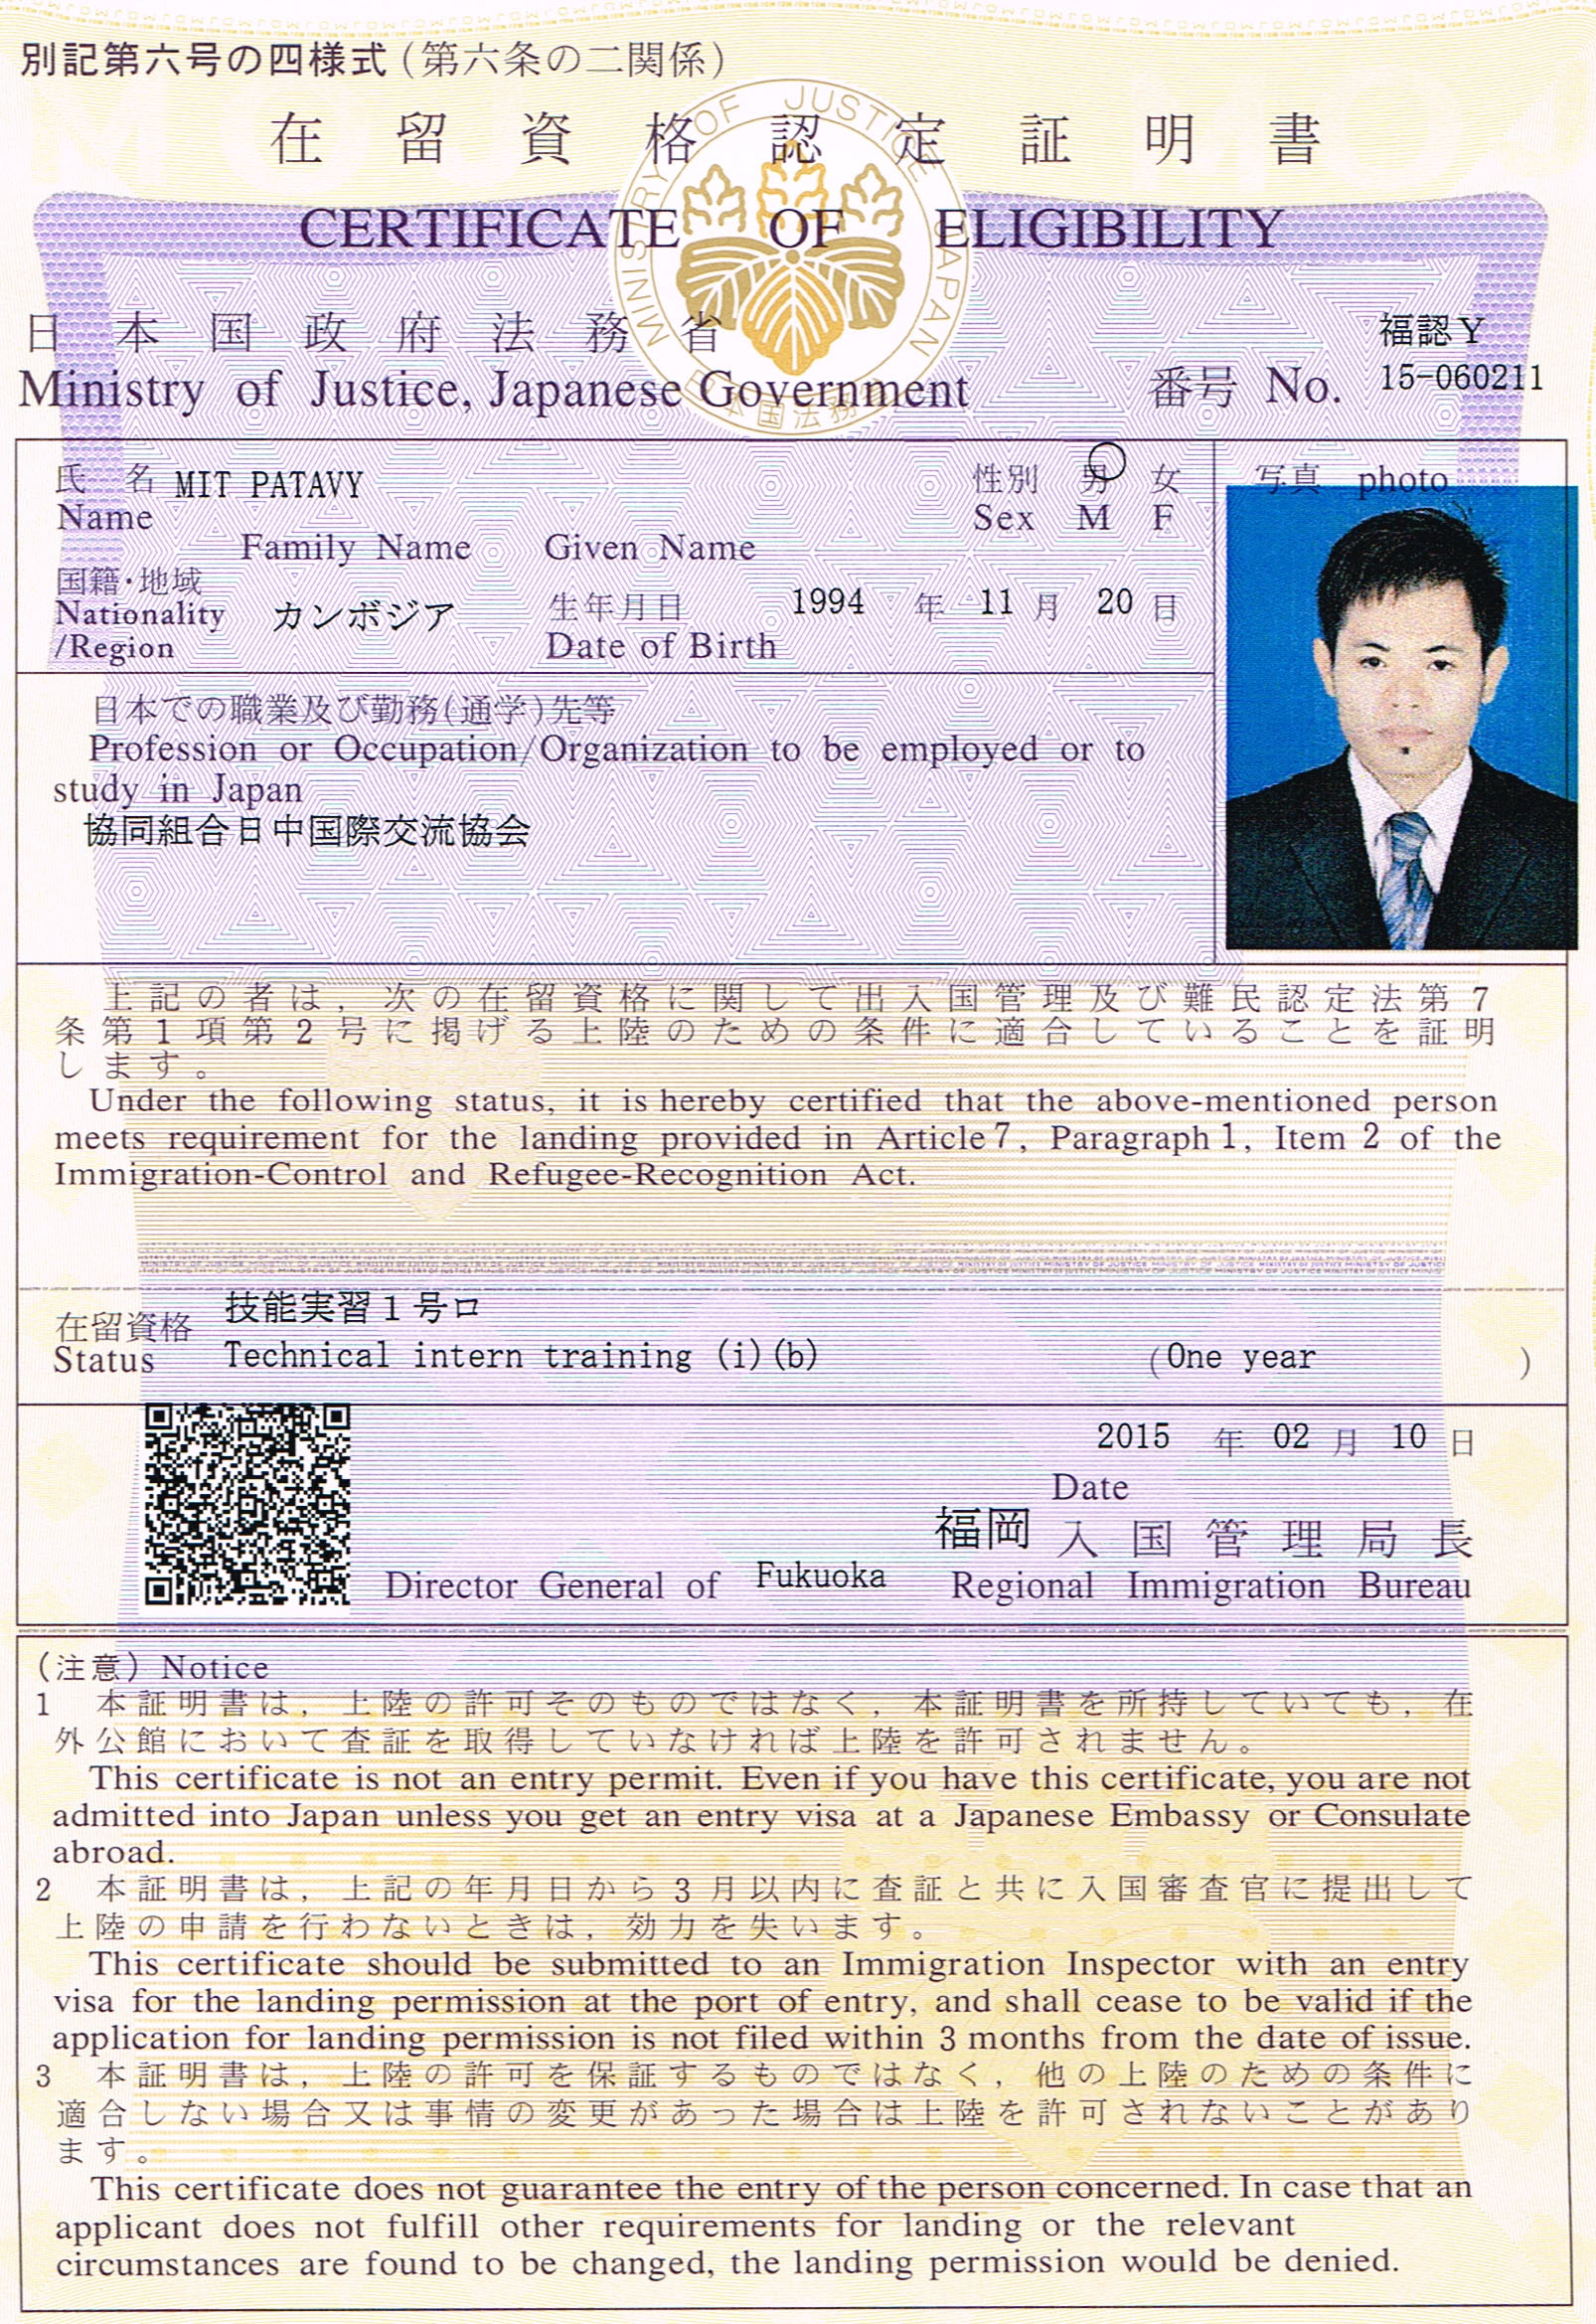 別記第六号の四様式(第六条の二関係)
在留資格認定証明書
CERTIFICATE OF ELIGIBILITY
MINISTRY OF JUSTICE JAPAN
日本国政府法務省
福認Y
Ministry of Justice, Japanese Government
番号 No. 15-060211
氏名 MIT PATAVY
Name
Family Name Given Name
性別 男 女
Sex M F
写真 photo
国籍・地域
Nationality カンボジア
/Region
生年月日 1994 年 11 月 20 日
Date of Birth
日本での職業及び勤務(通学)先等
Profession or Occupation/Organization to be employed or to
study in Japan
協同組合日中国際交流協会
上記の者は,次の在留資格に関して出入国管理及び難民認定法第7
条第1項第2号に掲げる上陸のための条件に適合していることを証明
します。
Under the following status, it is hereby certified that the above-mentioned person
meets requirement for the landing provided in Article 7, Paragraph 1, Item 2 of the
Immigration-Control and Refugee-Recognition Act.
在留資格 技能実習1号ロ
Status Technical intern training (i)(b) (One year )
2015 年 02 月 10 日
Date
福岡 入国管理局長
Director General of Fukuoka Regional Immigration Bureau
(注意) Notice
1 本証明書は,上陸の許可そのものではなく,本証明書を所持していても,在
外公館において査証を取得していなければ上陸を許可されません。
This certificate is not an entry permit. Even if you have this certificate, you are not
admitted into Japan unless you get an entry visa at a Japanese Embassy or Consulate
abroad.
2 本証明書は,上記の年月日から3月以内に査証と共に入国審査官に提出して
上陸の申請を行わないときは,効力を失います。
This certificate should be submitted to an Immigration Inspector with an entry
visa for the landing permission at the port of entry, and shall cease to be valid if the
application for landing permission is not filed within 3 months from the date of issue.
3 本証明書は,上陸の許可を保証するものではなく,他の上陸のための条件に
適合しない場合又は事情の変更があった場合は上陸を許可されないことがあり
ます。
This certificate does not guarantee the entry of the person concerned. In case that an
applicant does not fulfill other requirements for landing or the relevant
circumstances are found to be changed, the landing permission would be denied.